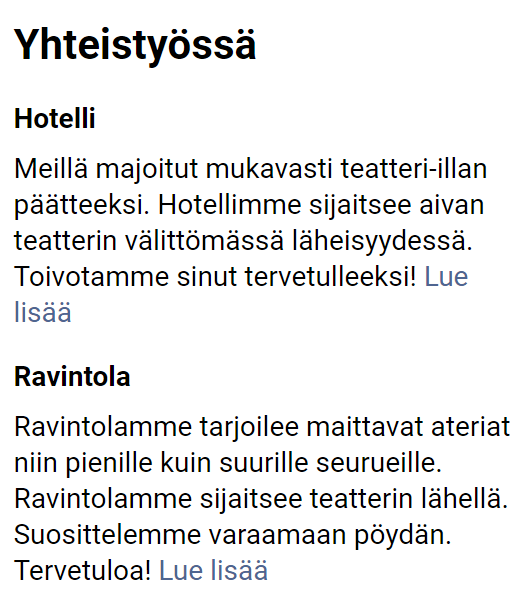 Yhteistyössä
Hotelli
Meillä majoitut mukavasti teatteri-illan
päätteeksi. Hotellimme sijaitsee aivan
teatterin välittömässä läheisyydessä.
Toivotamme sinut tervetulleeksi! Lue
lisää
Ravintola
Ravintolamme tarjoilee maittavat ateriat
niin pienille kuin suurille seurueille.
Ravintolamme sijaitsee teatterin lähellä.
Suosittelemme varaamaan pöydän.
Tervetuloa! Lue lisää